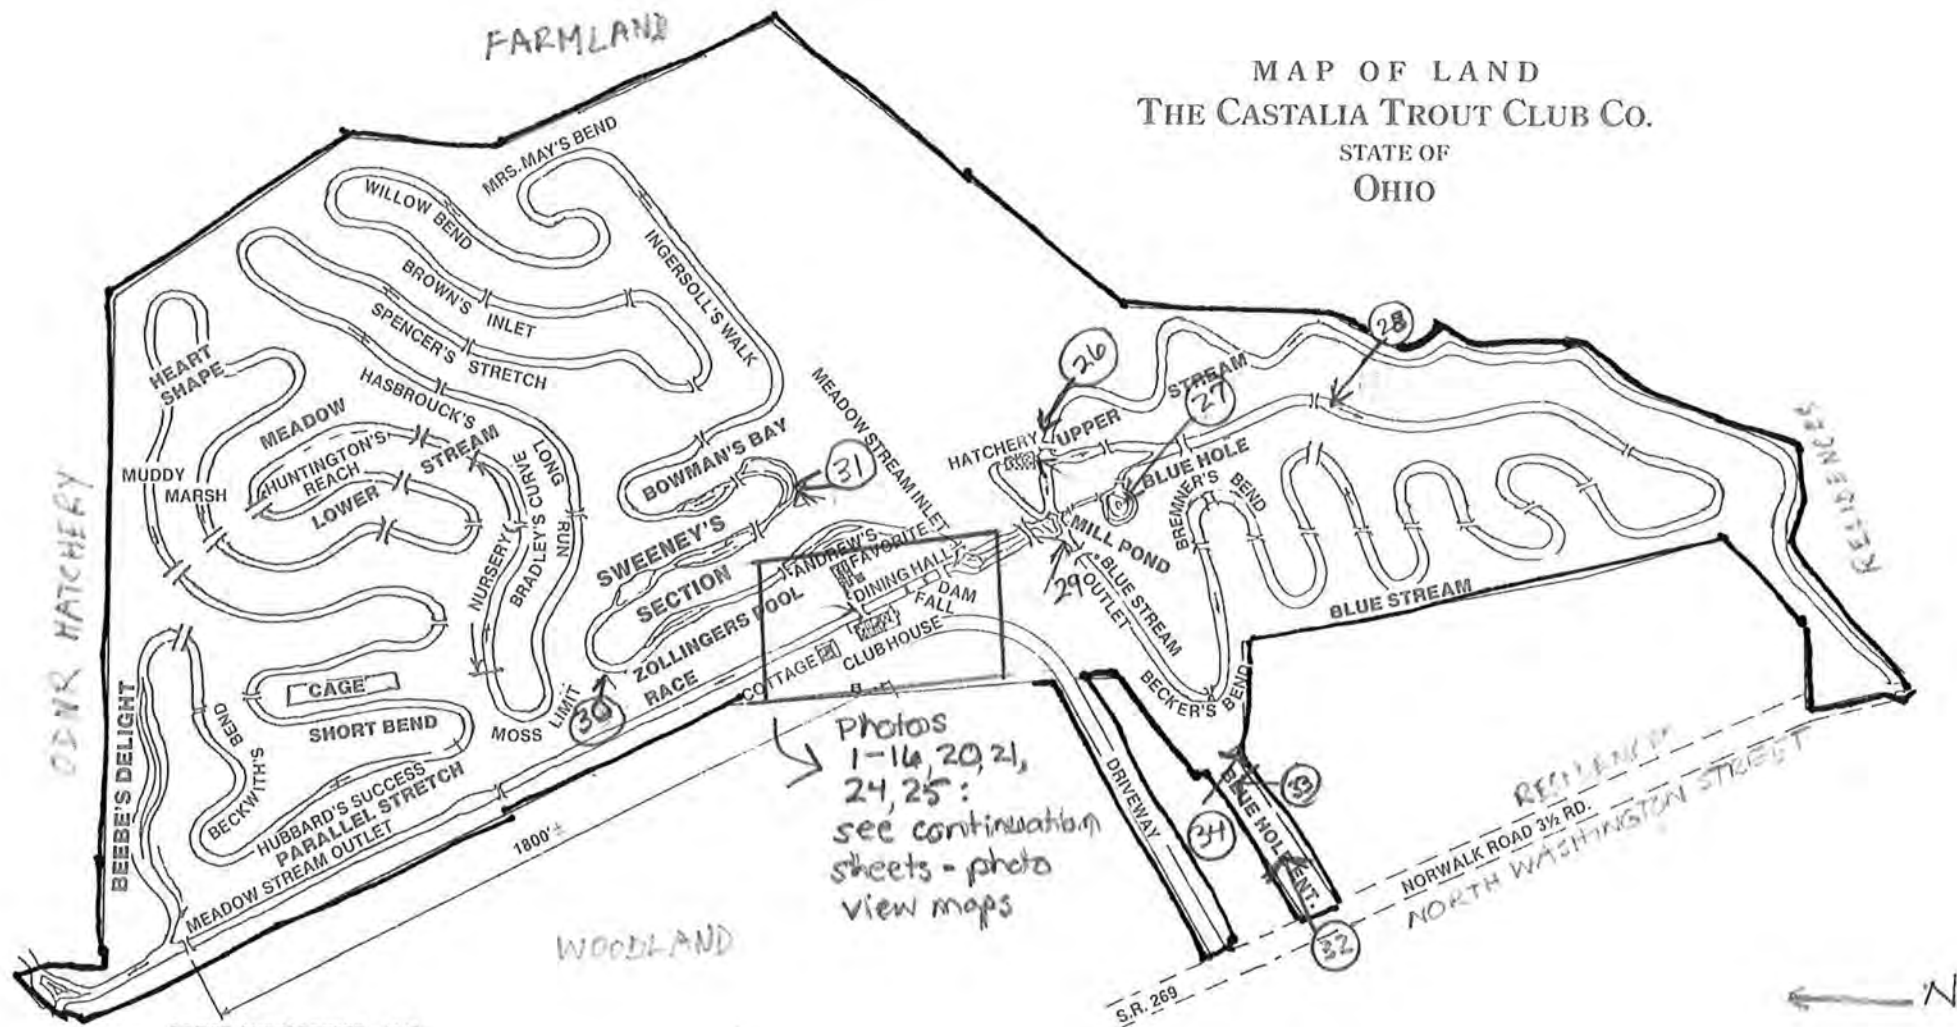 FARMLAND
MAP OF LAND
THE CASTALIA TROUT CLUB CO.
STATE OF
OHIO
MRS. MAY'S BEND
WILLOW BEND
INGERSOLL'S WALK
BROWN'S
INLET
SPENCER'S
STRETCH
HEART
SHAPE
HASBROUCK'S
MEADOW
STREAM
HUNTINGTON'S
REACH
LOWER
MUDDY
MARSH
LONG
RUN
NURSERY
BRADLEY'S CURVE
BOWMAN'S BAY
MEADOW STREAM INLET
31
26
28
27
HATCHERY
UPPER
STREAM
BLUE HOLE
RESIDENCES
ODNR HATCHERY
SWEENEY'S
SECTION
ANDREW'S
FAVORITE
DINING HALL
DAM
FALL
MILL POND
29
BREMNER'S
BEND
BLUE STREAM
OUTLET
BLUE STREAM
BECKER'S BEND
BLUE STREAM
ZOLLINGERS POOL
RACE
COTTAGE
CLUB HOUSE
CAGE
SHORT BEND
MOSS
LIMIT
30
BEEBE'S DELIGHT
BECKWITH'S
BEND
HUBBARD'S SUCCESS
PARALLEL STRETCH
MEADOW STREAM OUTLET
1800'±
Photos
1-16, 20, 21,
24, 25:
see continuation
sheets - photo
view maps
DRIVEWAY
33
34
BLUE HOLE ENT.
32
RESIDENCES
NORWALK ROAD 3½ RD.
NORTH WASHINGTON STREET
S.R. 269
WOODLAND
N